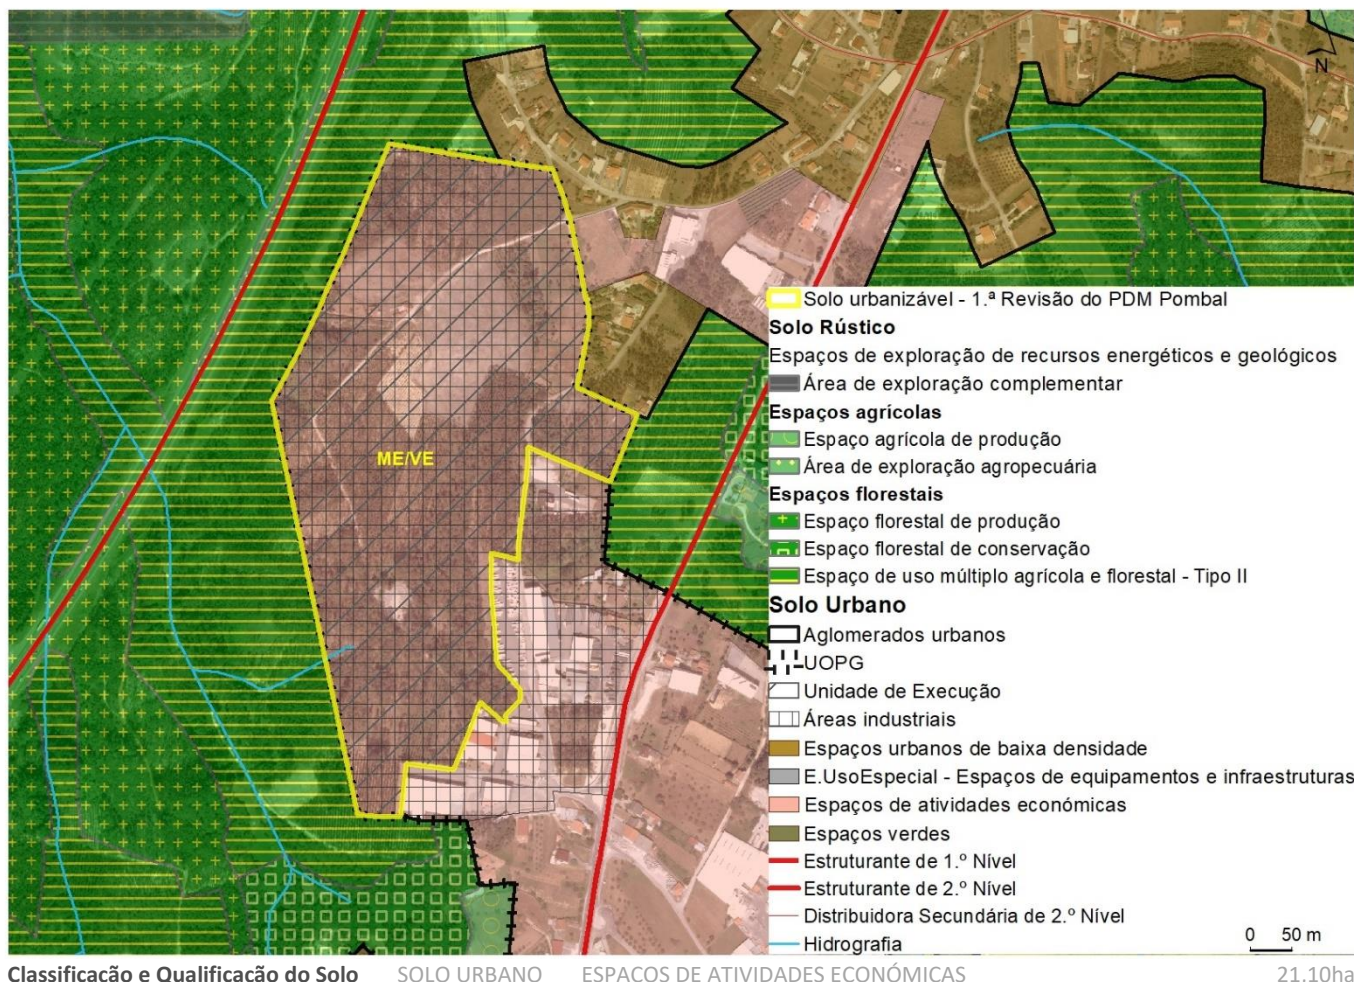 N
Solo urbanizável - 1.ª Revisão do PDM Pombal
Solo Rústico
Espaços de exploração de recursos energéticos e geológicos
Área de exploração complementar
Espaços agrícolas
Espaço agrícola de produção
Área de exploração agropecuária
Espaços florestais
Espaço florestal de produção
Espaço florestal de conservação
Espaço de uso múltiplo agrícola e florestal - Tipo II
Solo Urbano
Aglomerados urbanos
UOPG
Unidade de Execução
Áreas industriais
Espaços urbanos de baixa densidade
E.UsoEspecial - Espaços de equipamentos e infraestruturas
Espaços de atividades económicas
Espaços verdes
Estruturante de 1.º Nível
Estruturante de 2.º Nível
Distribuidora Secundária de 2.º Nível
Hidrografia
0 50 m
ME/VE
Classificação e Qualificação do Solo SOLO URBANO ESPAÇOS DE ATIVIDADES ECONÓMICAS 21.10ha